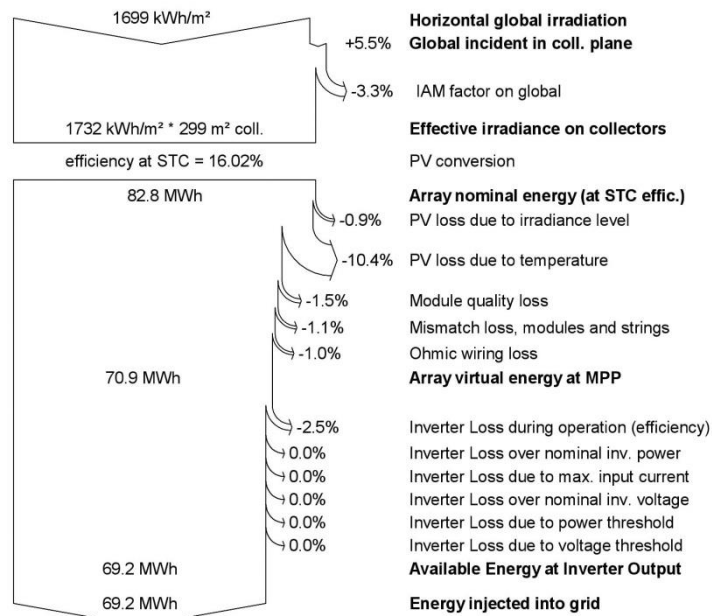 1699 kWh/m² Horizontal global irradiation
+5.5% Global incident in coll. plane
-3.3% IAM factor on global
1732 kWh/m² * 299 m² coll. Effective irradiance on collectors
efficiency at STC = 16.02% PV conversion
82.8 MWh Array nominal energy (at STC effic.)
-0.9% PV loss due to irradiance level
-10.4% PV loss due to temperature
-1.5% Module quality loss
-1.1% Mismatch loss, modules and strings
-1.0% Ohmic wiring loss
70.9 MWh Array virtual energy at MPP
-2.5% Inverter Loss during operation (efficiency)
0.0% Inverter Loss over nominal inv. power
0.0% Inverter Loss due to max. input current
0.0% Inverter Loss over nominal inv. voltage
0.0% Inverter Loss due to power threshold
0.0% Inverter Loss due to voltage threshold
69.2 MWh Available Energy at Inverter Output
69.2 MWh Energy injected into grid